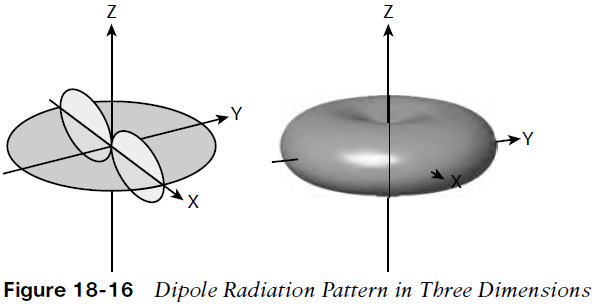 Z
Z
Y
Y
X
X
Figure 18-16 Dipole Radiation Pattern in Three Dimensions